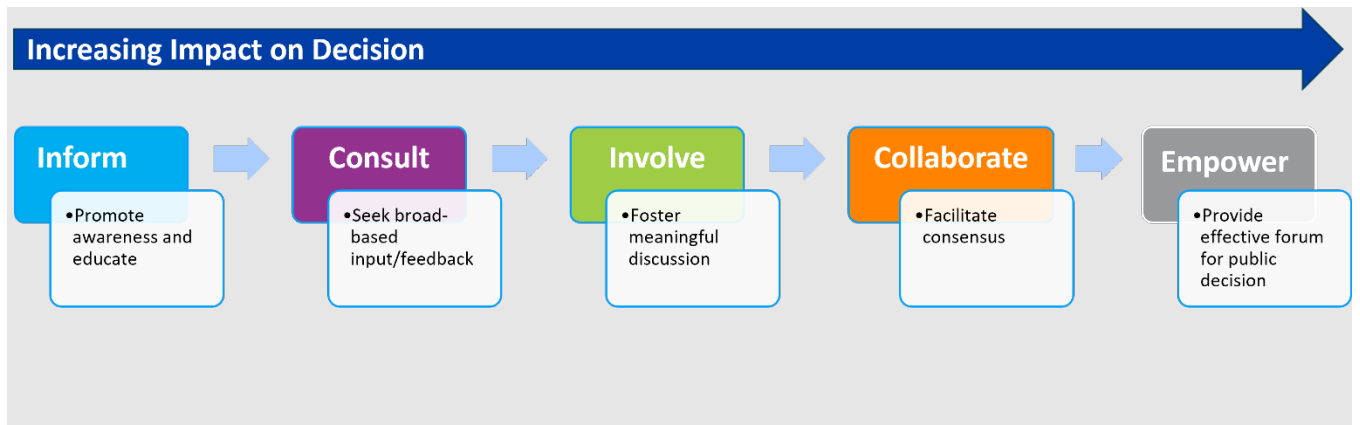 Increasing Impact on Decision
Inform
•Promote
awareness and
educate
Consult
•Seek broad-
based
input/feedback
Involve
•Foster
meaningful
discussion
Collaborate
•Facilitate
consensus
Empower
•Provide
effective forum
for public
decision